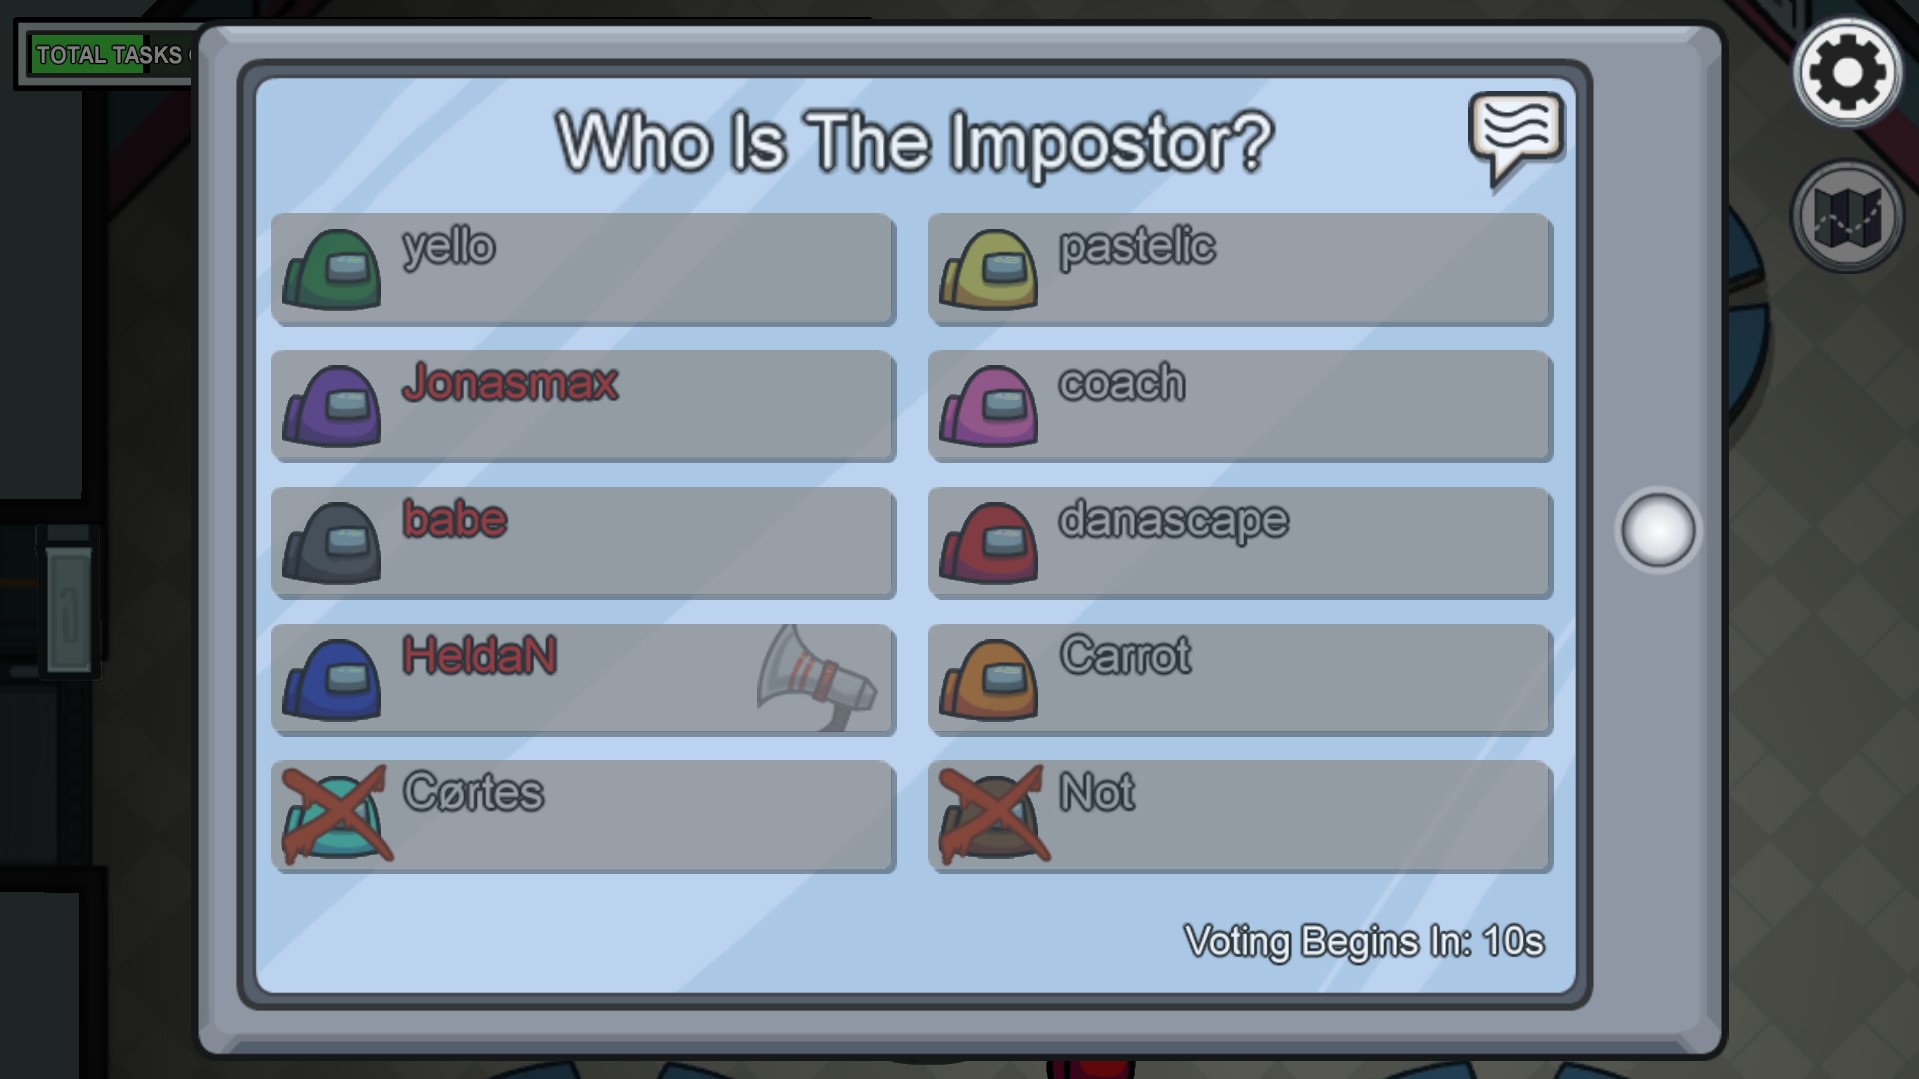 TOTAL TASKS
Who Is The Impostor?
yello
pastelic
Jonasmax
coach
babe
danascape
HeldaN
Carrot
Cørtes
Not
Voting Begins In: 10s